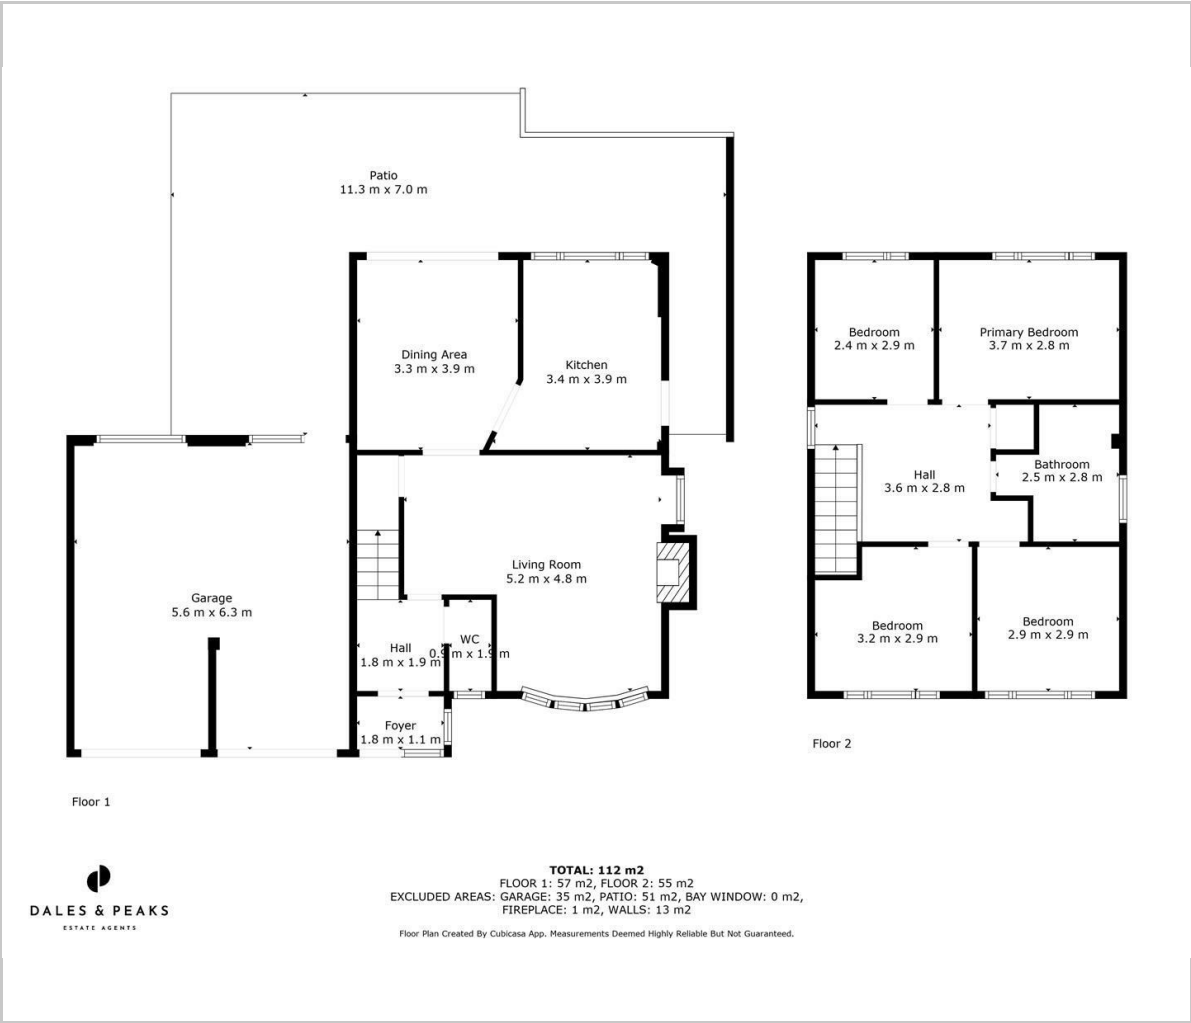 Patio
11.3 m x 7.0 m
Dining Area
3.3 m x 3.9 m
Kitchen
3.4 m x 3.9 m
Bedroom
2.4 m x 2.9 m
Primary Bedroom
3.7 m x 2.8 m
Hall
3.6 m x 2.8 m
Bathroom
2.5 m x 2.8 m
Living Room
5.2 m x 4.8 m
Garage
5.6 m x 6.3 m
Hall
1.8 m x 1.9 m
WC
0.9 m x 1.9 m
Bedroom
3.2 m x 2.9 m
Bedroom
2.9 m x 2.9 m
Foyer
1.8 m x 1.1 m
Floor 2
Floor 1
TOTAL: 112 m2
FLOOR 1: 57 m2, FLOOR 2: 55 m2
EXCLUDED AREAS: GARAGE: 35 m2, PATIO: 51 m2, BAY WINDOW: 0 m2,
FIREPLACE: 1 m2, WALLS: 13 m2
Floor Plan Created By Cubicasa App. Measurements Deemed Highly Reliable But Not Guaranteed.
DALES & PEAKS
ESTATE AGENTS